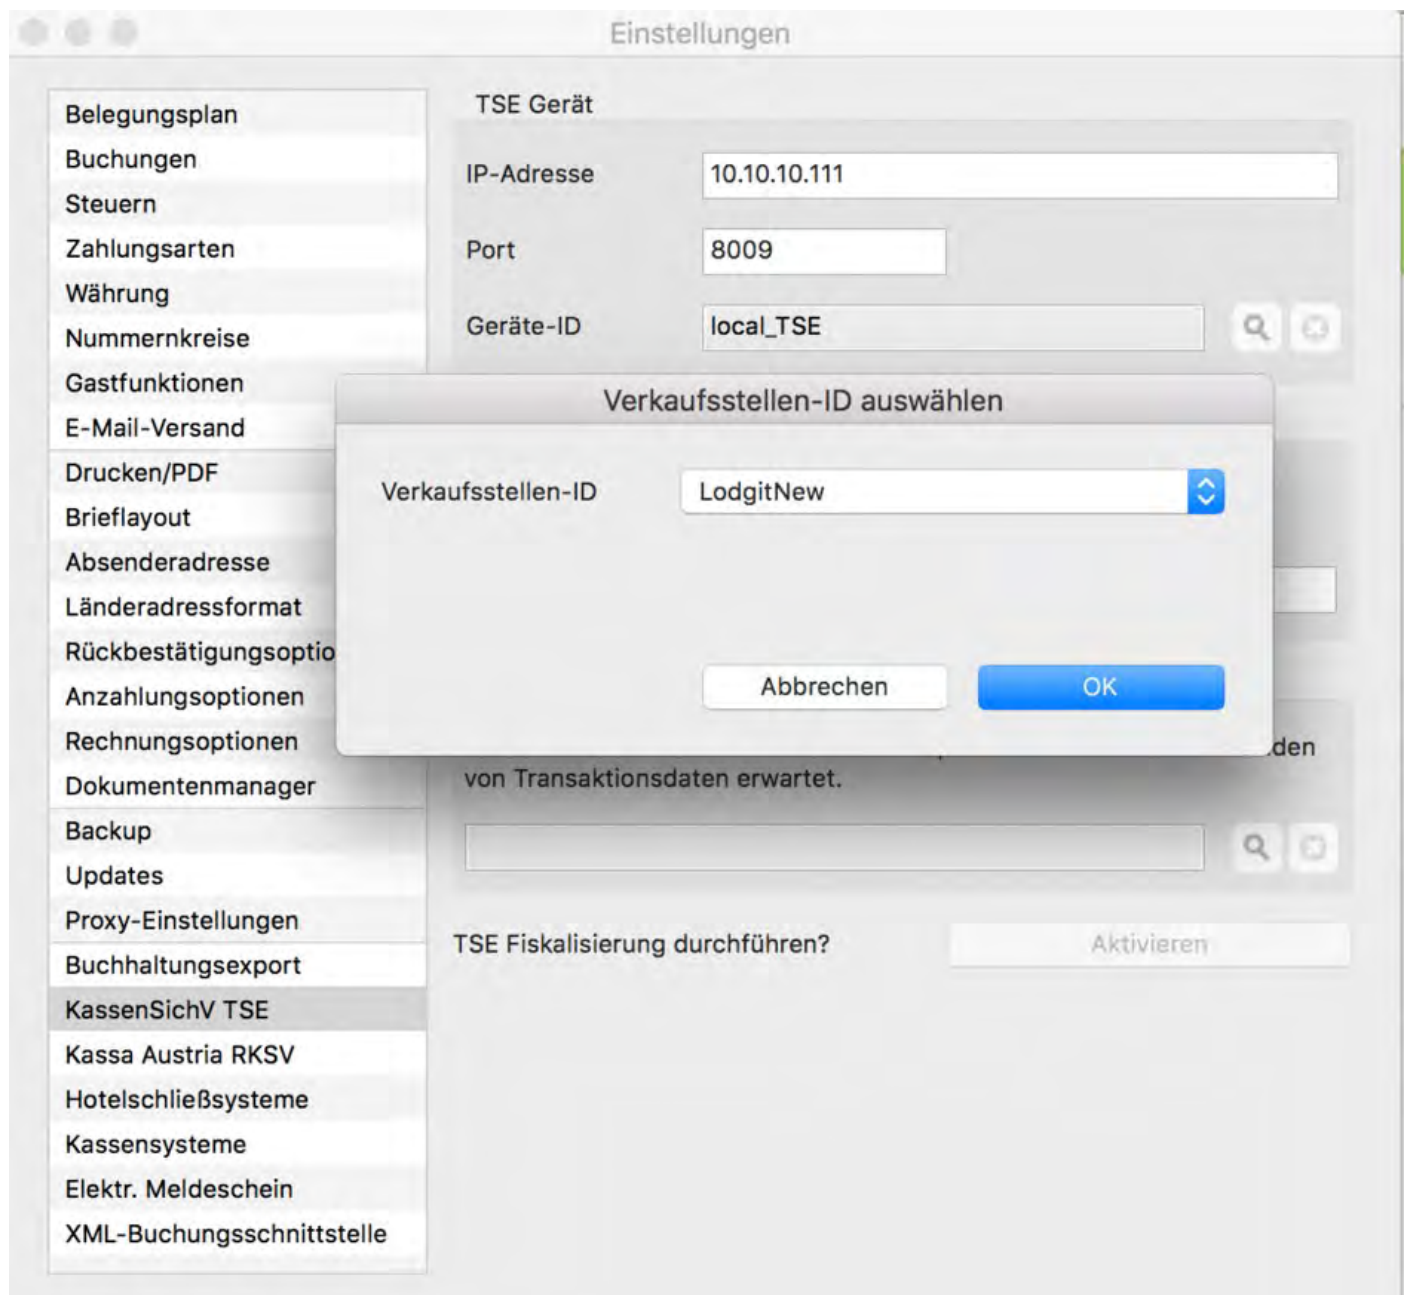 Einstellungen
Belegungsplan
Buchungen
Steuern
Zahlungsarten
Währung
Nummernkreise
Gastfunktionen
E-Mail-Versand
Drucken/PDF
Brieflayout
Absenderadresse
Länderadressformat
Rückbestätigungsoptio
Anzahlungsoptionen
Rechnungsoptionen
Dokumentenmanager
Backup
Updates
Proxy-Einstellungen
Buchhaltungsexport
KassenSichV TSE
Kassa Austria RKSV
Hotelschließsysteme
Kassensysteme
Elektr. Meldeschein
XML-Buchungsschnittstelle
TSE Gerät
IP-Adresse 10.10.10.111
Port 8009
Geräte-ID local_TSE
Verkaufsstellen-ID auswählen
Verkaufsstellen-ID LodgitNew
Abbrechen OK
den
von Transaktionsdaten erwartet.
TSE Fiskalisierung durchführen? Aktivieren